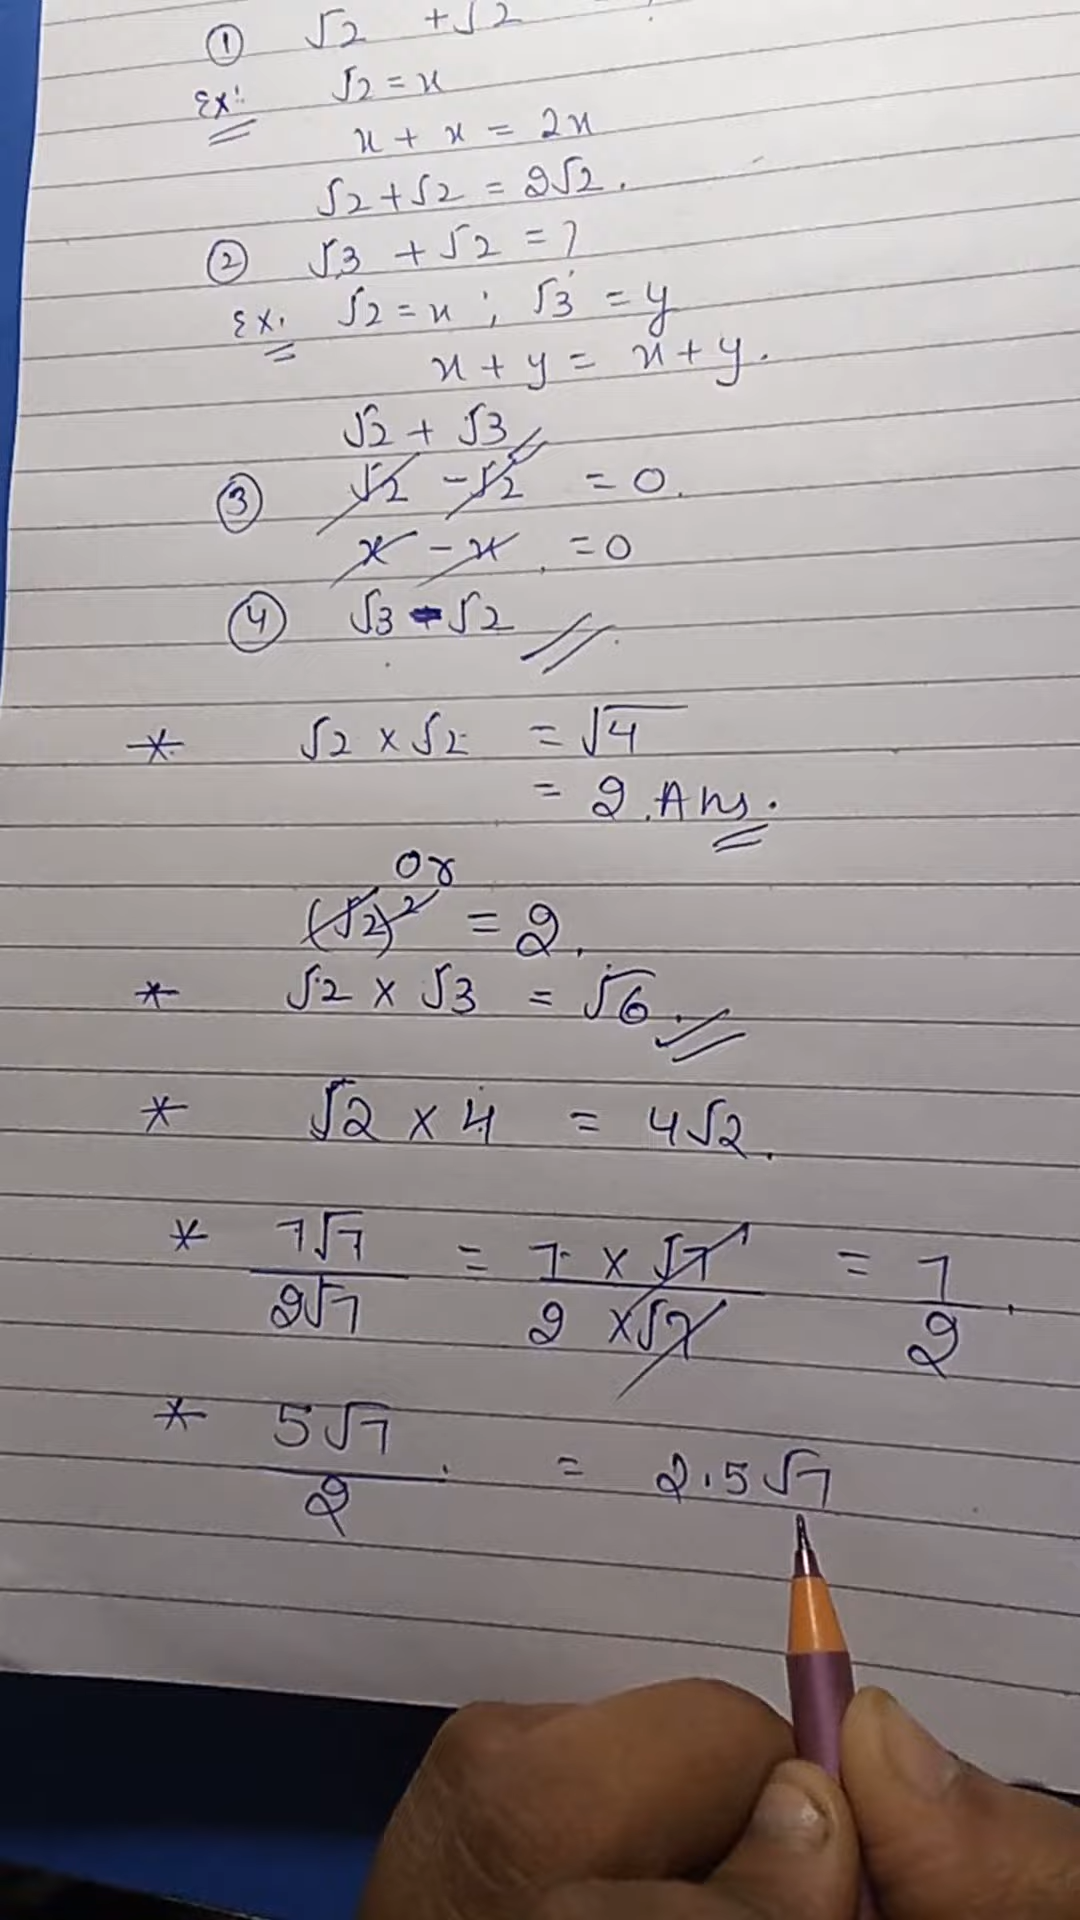 ① √2 + √2
Ex: √2 = x
x + x = 2x
√2 + √2 = 2√2.
② √3 + √2 = ?
Ex. √2 = x ; √3 = y
x + y = x + y.
√2 + √3
③ √2 - √2 = 0.
x - x = 0
④ √3 - √2
* √2 × √2 = √4
= 2. Ans.
Or
(√2)² = 2.
* √2 × √3 = √6.
* √2 × 4 = 4√2.
* 7√7 / 2√7 = 7 × √7 / 2 × √7 = 7 / 2.
* 5√7 / 2. = 2.5√7